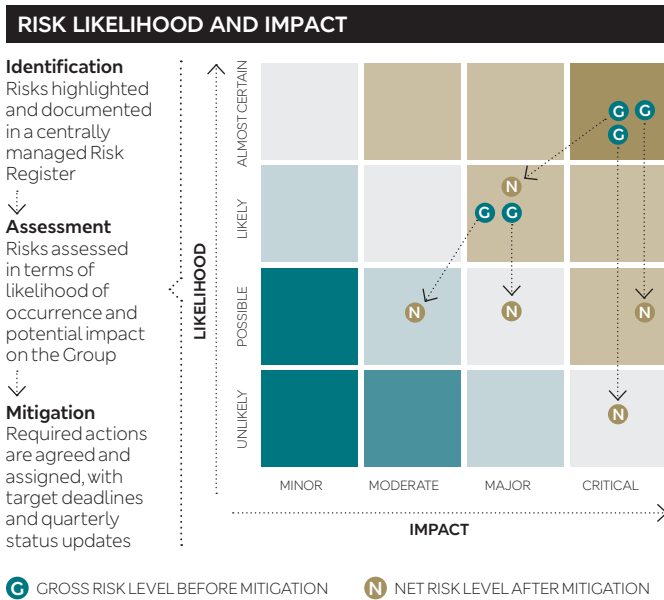 RISK LIKELIHOOD AND IMPACT
Identification
Risks highlighted
and documented
in a centrally
managed Risk
Register
Assessment
Risks assessed
in terms of
likelihood of
occurrence and
potential impact
on the Group
Mitigation
Required actions
are agreed and
assigned, with
target deadlines
and quarterly
status updates
LIKELIHOOD
ALMOST CERTAIN
LIKELY
POSSIBLE
UNLIKELY
G G
G
N
G G
N N N
N
MINOR MODERATE MAJOR CRITICAL
IMPACT
G GROSS RISK LEVEL BEFORE MITIGATION N NET RISK LEVEL AFTER MITIGATION